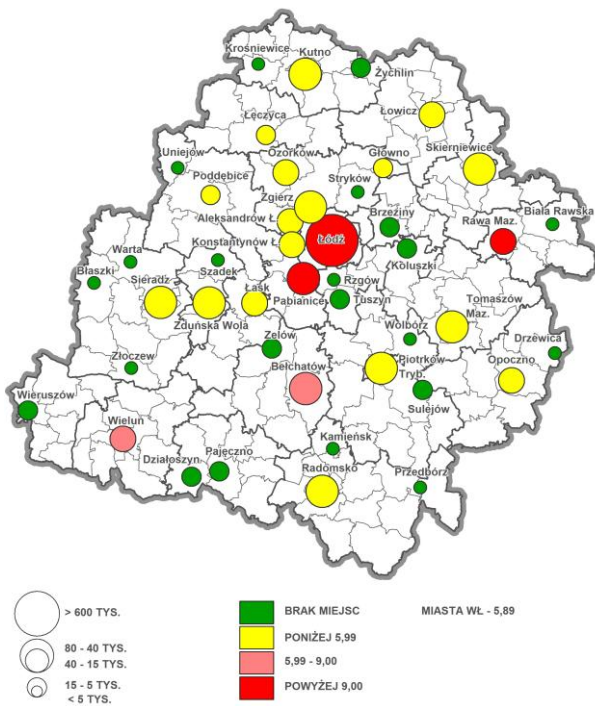 Krośniewice
Kutno
Żychlin
Łowicz
Łęczyca
Skierniewice
Uniejów
Ozorków
Głowno
Poddębice
Stryków
Zgierz
Biała Rawska
Aleksandrów Ł.
Brzeziny
Rawa Maz.
Warta
Konstantynów Ł.
Łódź
Koluszki
Błaszki
Szadek
Rzgów
Sieradz
Łask
Pabianice
Tuszyn
Tomaszów
Maz.
Zduńska Wola
Wolbórz
Drzewica
Zelów
Złoczew
Piotrków
Tryb.
Opoczno
Bełchatów
Wieruszów
Sulejów
Wieluń
Kamieńsk
Działoszyn
Pajęczno
Radomsko
Przedbórz
> 600 TYS.
80 - 40 TYS.
40 - 15 TYS.
15 - 5 TYS.
< 5 TYS.
BRAK MIEJSC
PONIŻEJ 5,99
5,99 - 9,00
POWYŻEJ 9,00
MIASTA WŁ - 5,89